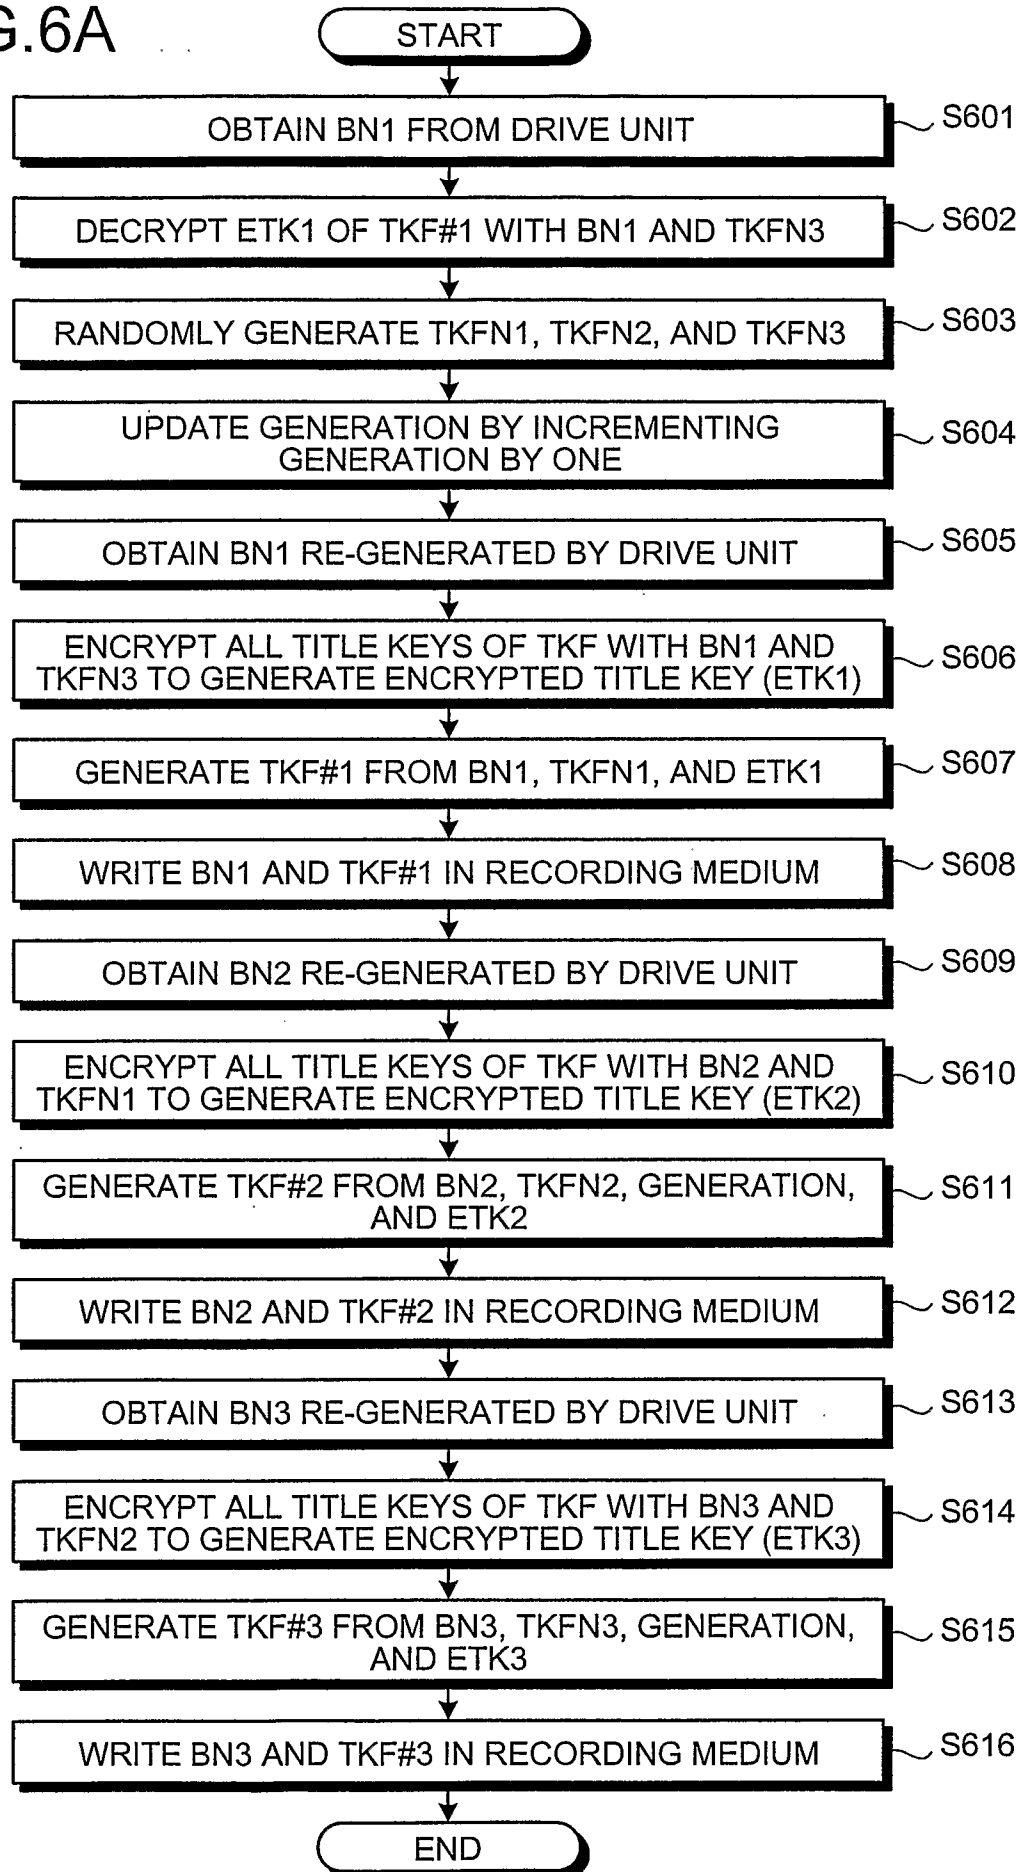 G.6A
START
OBTAIN BN1 FROM DRIVE UNIT
S601
DECRYPT ETK1 OF TKF#1 WITH BN1 AND TKFN3
S602
RANDOMLY GENERATE TKFN1, TKFN2, AND TKFN3
S603
UPDATE GENERATION BY INCREMENTING
GENERATION BY ONE
S604
OBTAIN BN1 RE-GENERATED BY DRIVE UNIT
S605
ENCRYPT ALL TITLE KEYS OF TKF WITH BN1 AND
TKFN3 TO GENERATE ENCRYPTED TITLE KEY (ETK1)
S606
GENERATE TKF#1 FROM BN1, TKFN1, AND ETK1
S607
WRITE BN1 AND TKF#1 IN RECORDING MEDIUM
S608
OBTAIN BN2 RE-GENERATED BY DRIVE UNIT
S609
ENCRYPT ALL TITLE KEYS OF TKF WITH BN2 AND
TKFN1 TO GENERATE ENCRYPTED TITLE KEY (ETK2)
S610
GENERATE TKF#2 FROM BN2, TKFN2, GENERATION,
AND ETK2
S611
WRITE BN2 AND TKF#2 IN RECORDING MEDIUM
S612
OBTAIN BN3 RE-GENERATED BY DRIVE UNIT
S613
ENCRYPT ALL TITLE KEYS OF TKF WITH BN3 AND
TKFN2 TO GENERATE ENCRYPTED TITLE KEY (ETK3)
S614
GENERATE TKF#3 FROM BN3, TKFN3, GENERATION,
AND ETK3
S615
WRITE BN3 AND TKF#3 IN RECORDING MEDIUM
S616
END